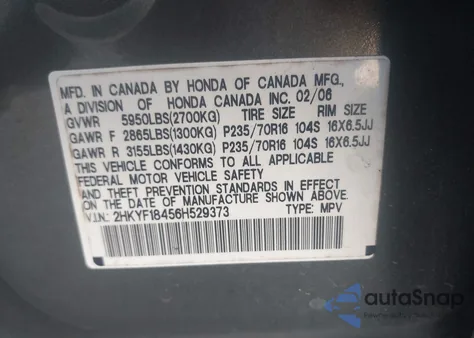 MFD. IN CANADA BY HONDA OF CANADA MFG.,
A DIVISION OF HONDA CANADA INC. 02/06
GVWR 5950LBS(2700KG) TIRE SIZE RIM SIZE
GAWR F 2865LBS(1300KG) P235/70R16 104S 16X6.5JJ
GAWR R 3155LBS(1430KG) P235/70R16 104S 16X6.5JJ
THIS VEHICLE CONFORMS TO ALL APPLICABLE
FEDERAL MOTOR VEHICLE SAFETY
AND THEFT PREVENTION STANDARDS IN EFFECT
ON THE DATE OF MANUFACTURE SHOWN ABOVE.
V.I.N.: 2HKYF18456H529373 TYPE: MPV
autoSnap